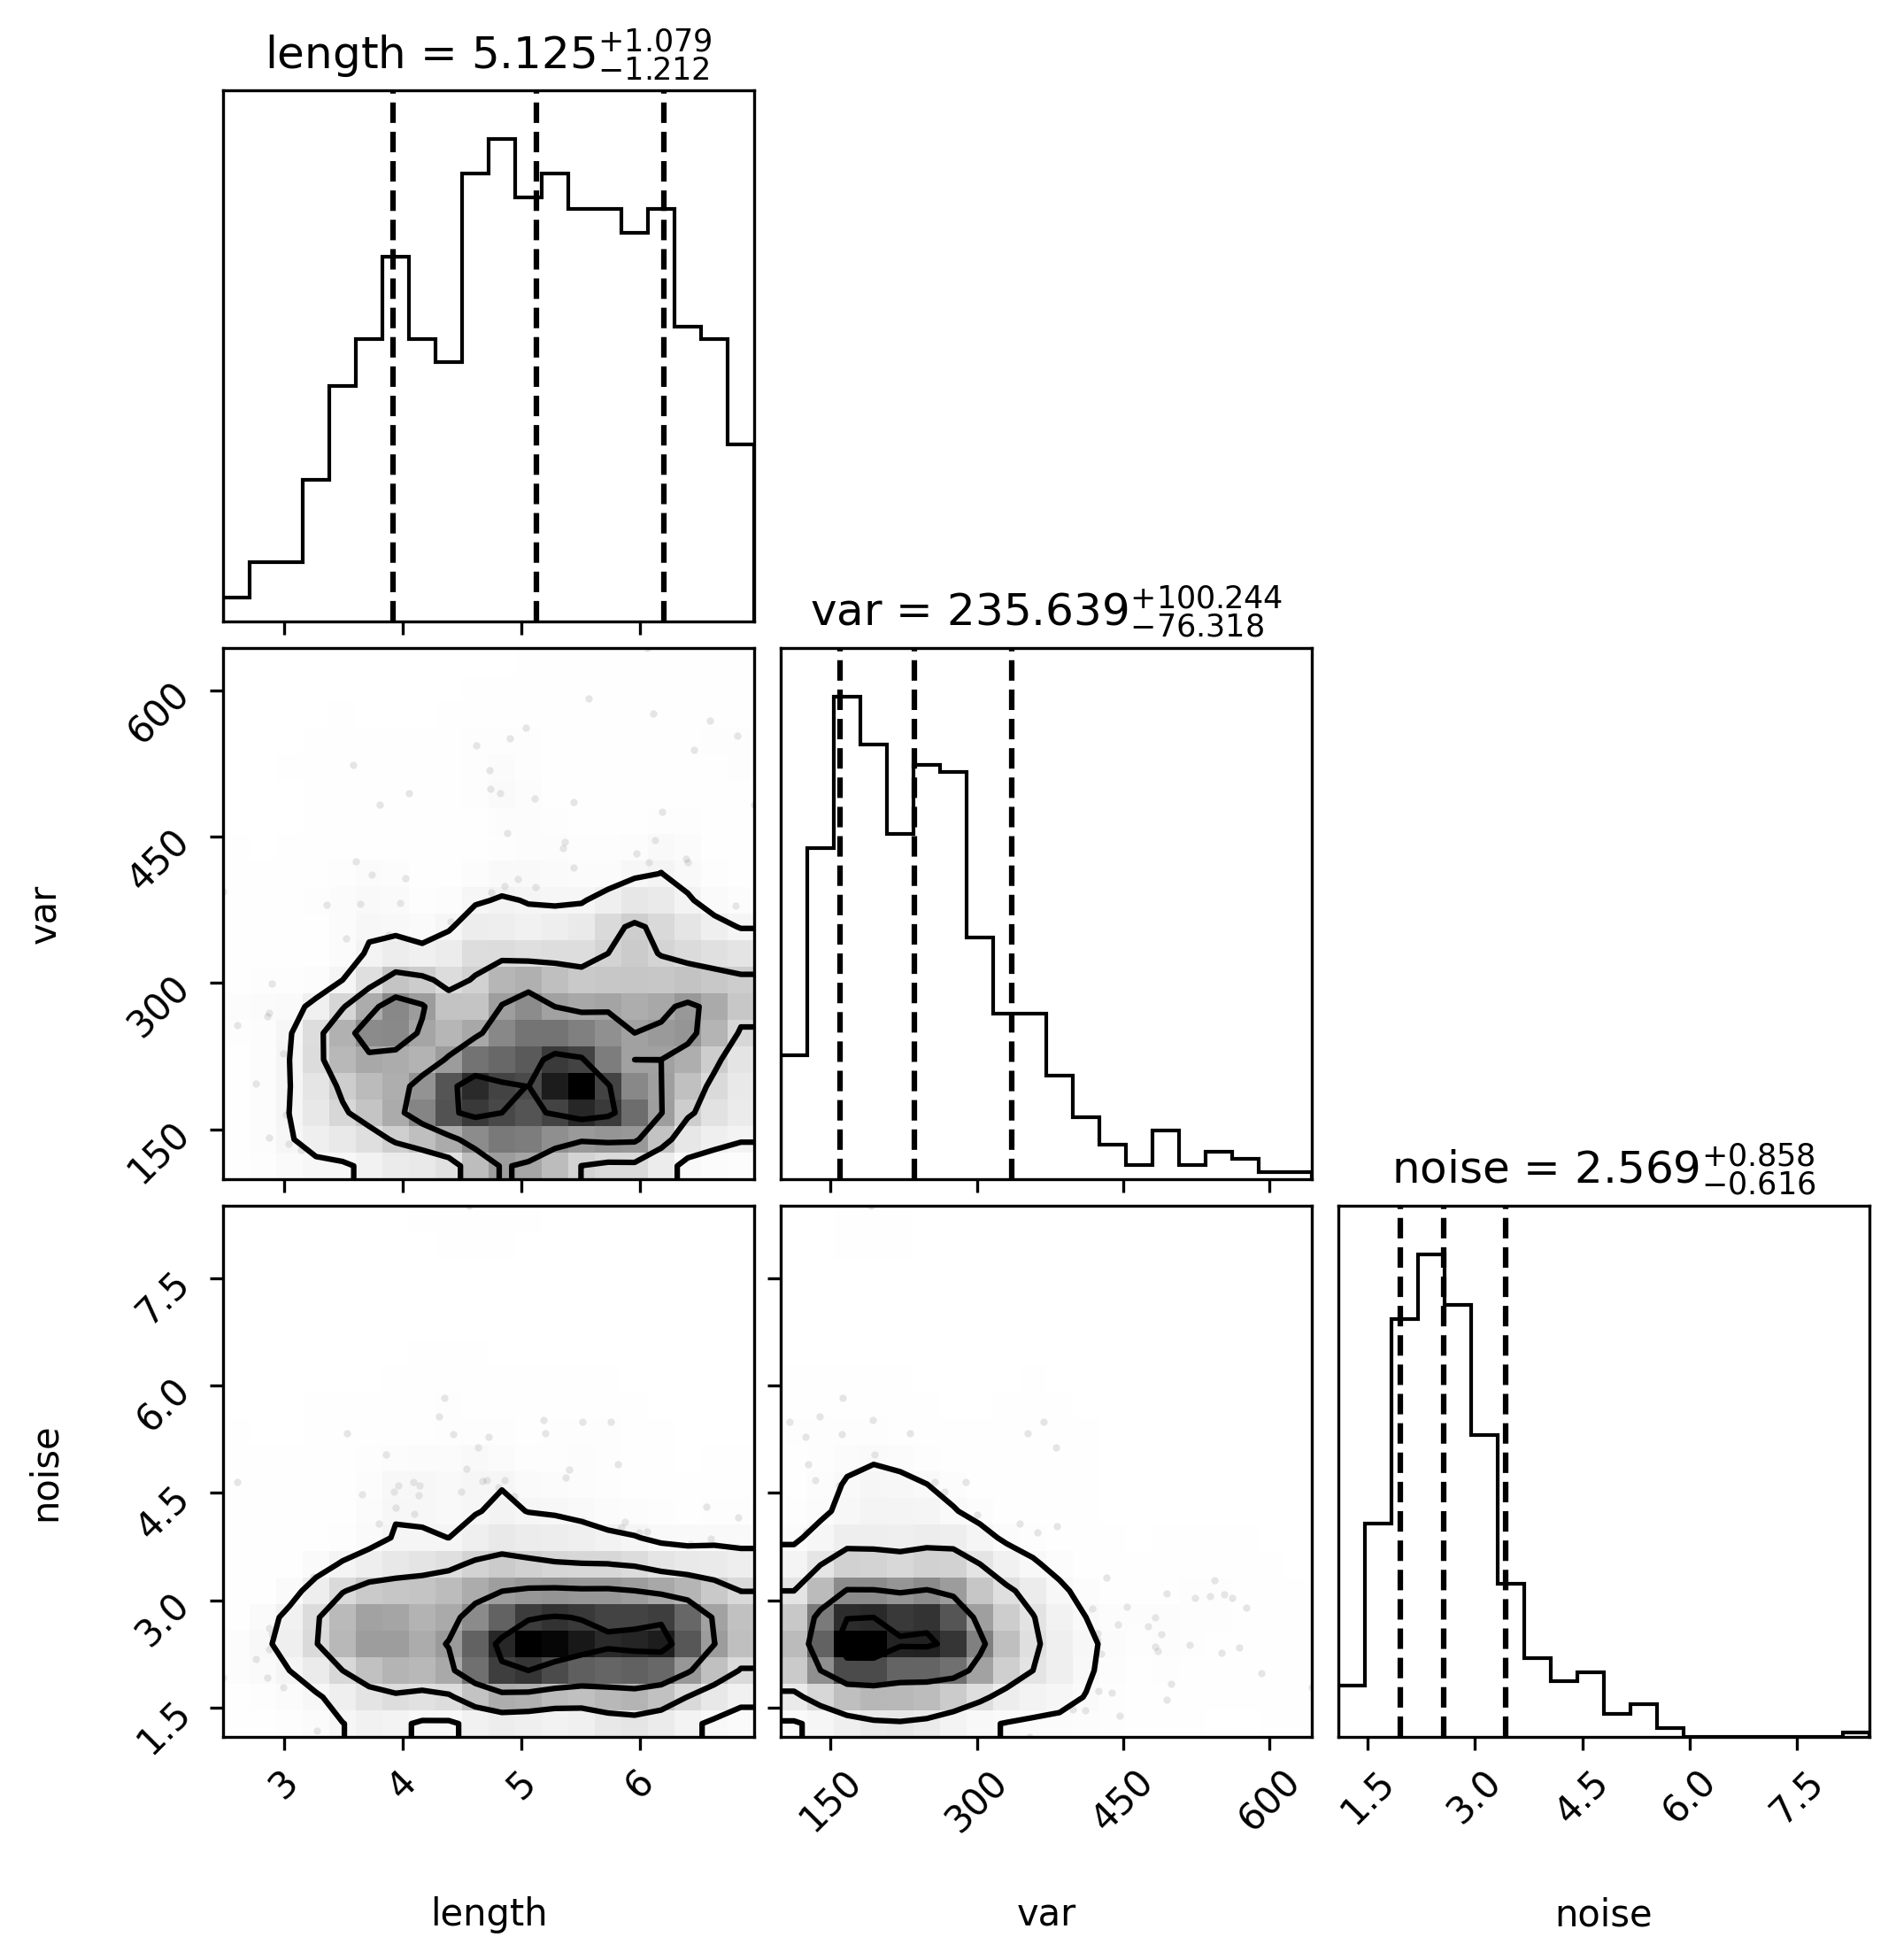 length = 5.125+1.079 −1.212
var = 235.639+100.244 −76.318
600
450
300
150
var
noise = 2.569+0.858 −0.616
7.5
6.0
4.5
3.0
1.5
noise
3 4 5 6
150 300 450 600
1.5 3.0 4.5 6.0 7.5
length var noise